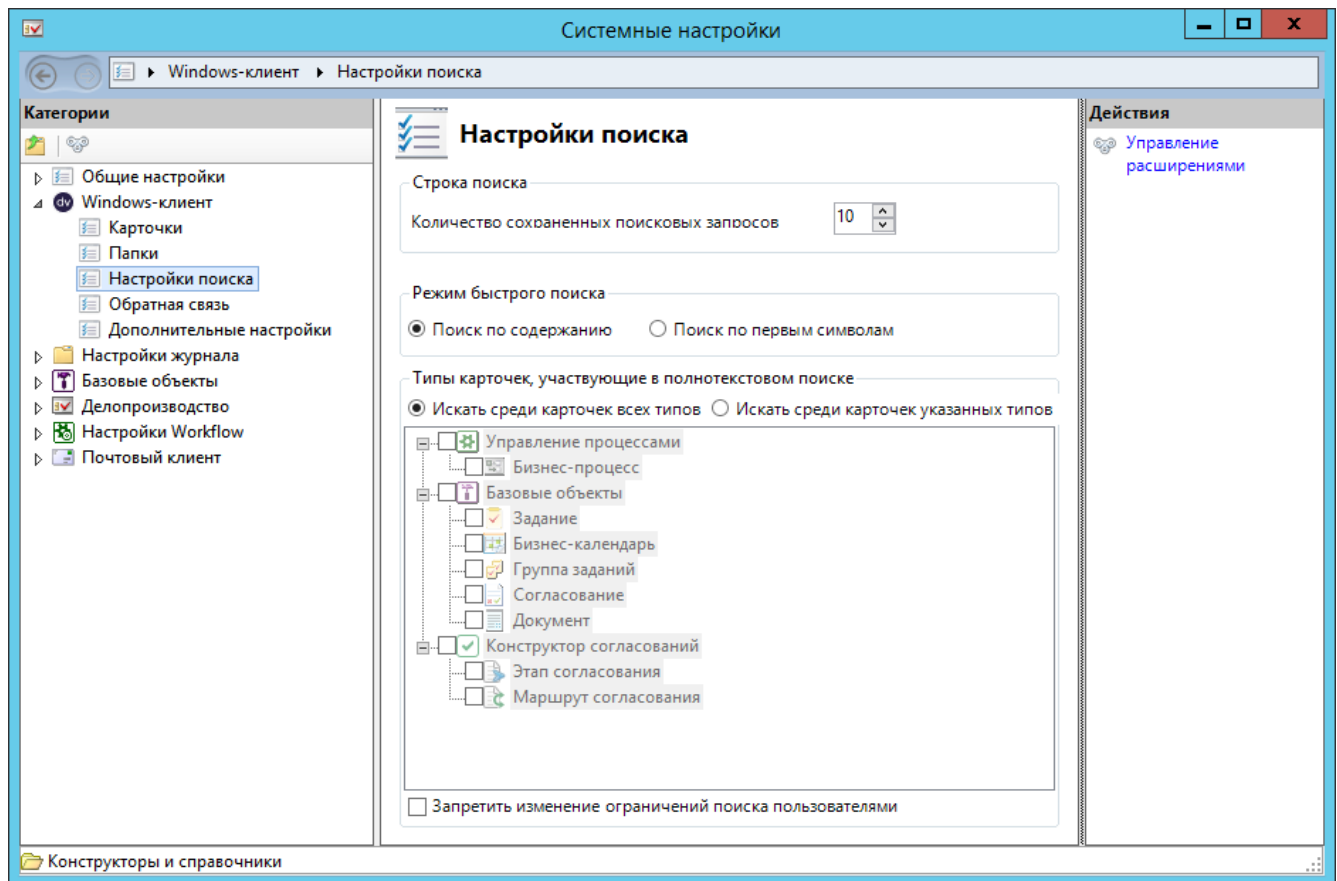 Системные настройки
Windows-клиент Настройки поиска
Категории
Общие настройки
Windows-клиент
Карточки
Папки
Настройки поиска
Обратная связь
Дополнительные настройки
Настройки журнала
Базовые объекты
Делопроизводство
Настройки Workflow
Почтовый клиент
Настройки поиска
Строка поиска
Количество сохраненных поисковых запросов 10
Режим быстрого поиска
Поиск по содержанию Поиск по первым символам
Типы карточек, участвующие в полнотекстовом поиске
Искать среди карточек всех типов Искать среди карточек указанных типов
Управление процессами
Бизнес-процесс
Базовые объекты
Задание
Бизнес-календарь
Группа заданий
Согласование
Документ
Конструктор согласований
Этап согласования
Маршрут согласования
Запретить изменение ограничений поиска пользователями
Действия
Управление
расширениями
Конструкторы и справочники